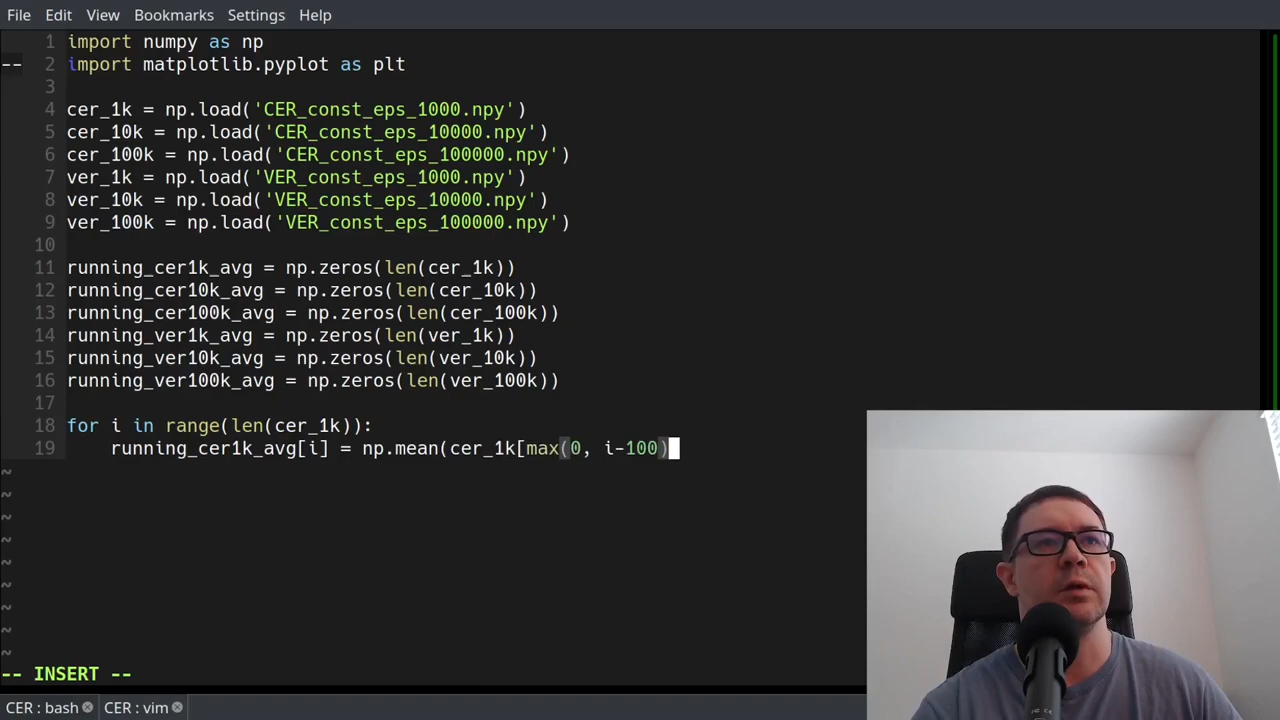 File Edit View Bookmarks Settings Help
1 import numpy as np
-- 2 import matplotlib.pyplot as plt
3
4 cer_1k = np.load('CER_const_eps_1000.npy')
5 cer_10k = np.load('CER_const_eps_10000.npy')
6 cer_100k = np.load('CER_const_eps_100000.npy')
7 ver_1k = np.load('VER_const_eps_1000.npy')
8 ver_10k = np.load('VER_const_eps_10000.npy')
9 ver_100k = np.load('VER_const_eps_100000.npy')
10
11 running_cer1k_avg = np.zeros(len(cer_1k))
12 running_cer10k_avg = np.zeros(len(cer_10k))
13 running_cer100k_avg = np.zeros(len(cer_100k))
14 running_ver1k_avg = np.zeros(len(ver_1k))
15 running_ver10k_avg = np.zeros(len(ver_10k))
16 running_ver100k_avg = np.zeros(len(ver_100k))
17
18 for i in range(len(cer_1k)):
19 running_cer1k_avg[i] = np.mean(cer_1k[max(0, i-100)
~
~
~
~
~
~
~
~
~
-- INSERT --
CER : bash CER : vim